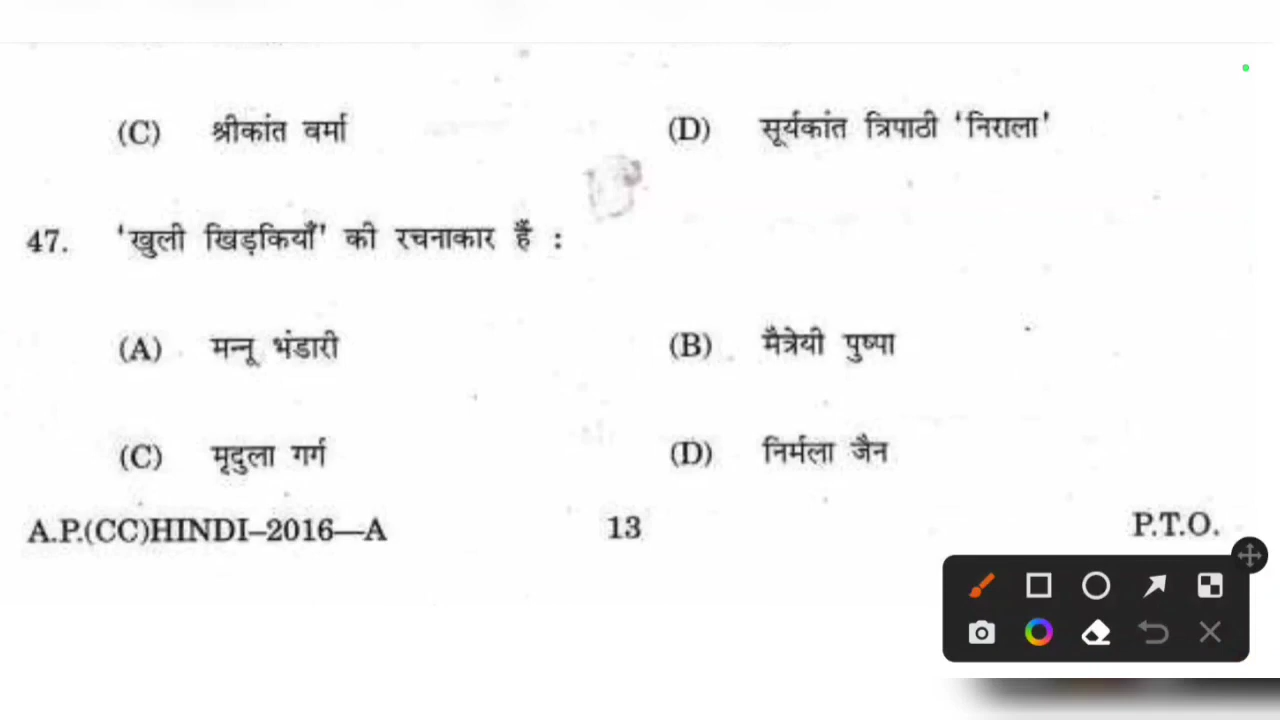 (C) श्रीकांत वर्मा (D) सूर्यकांत त्रिपाठी 'निराला'
47. 'खुली खिड़कियाँ' की रचनाकार हैं :
(A) मन्नू भंडारी (B) मैत्रेयी पुष्पा
(C) मृदुला गर्ग (D) निर्मला जैन
A.P.(CC)HINDI–2016—A 13 P.T.O.